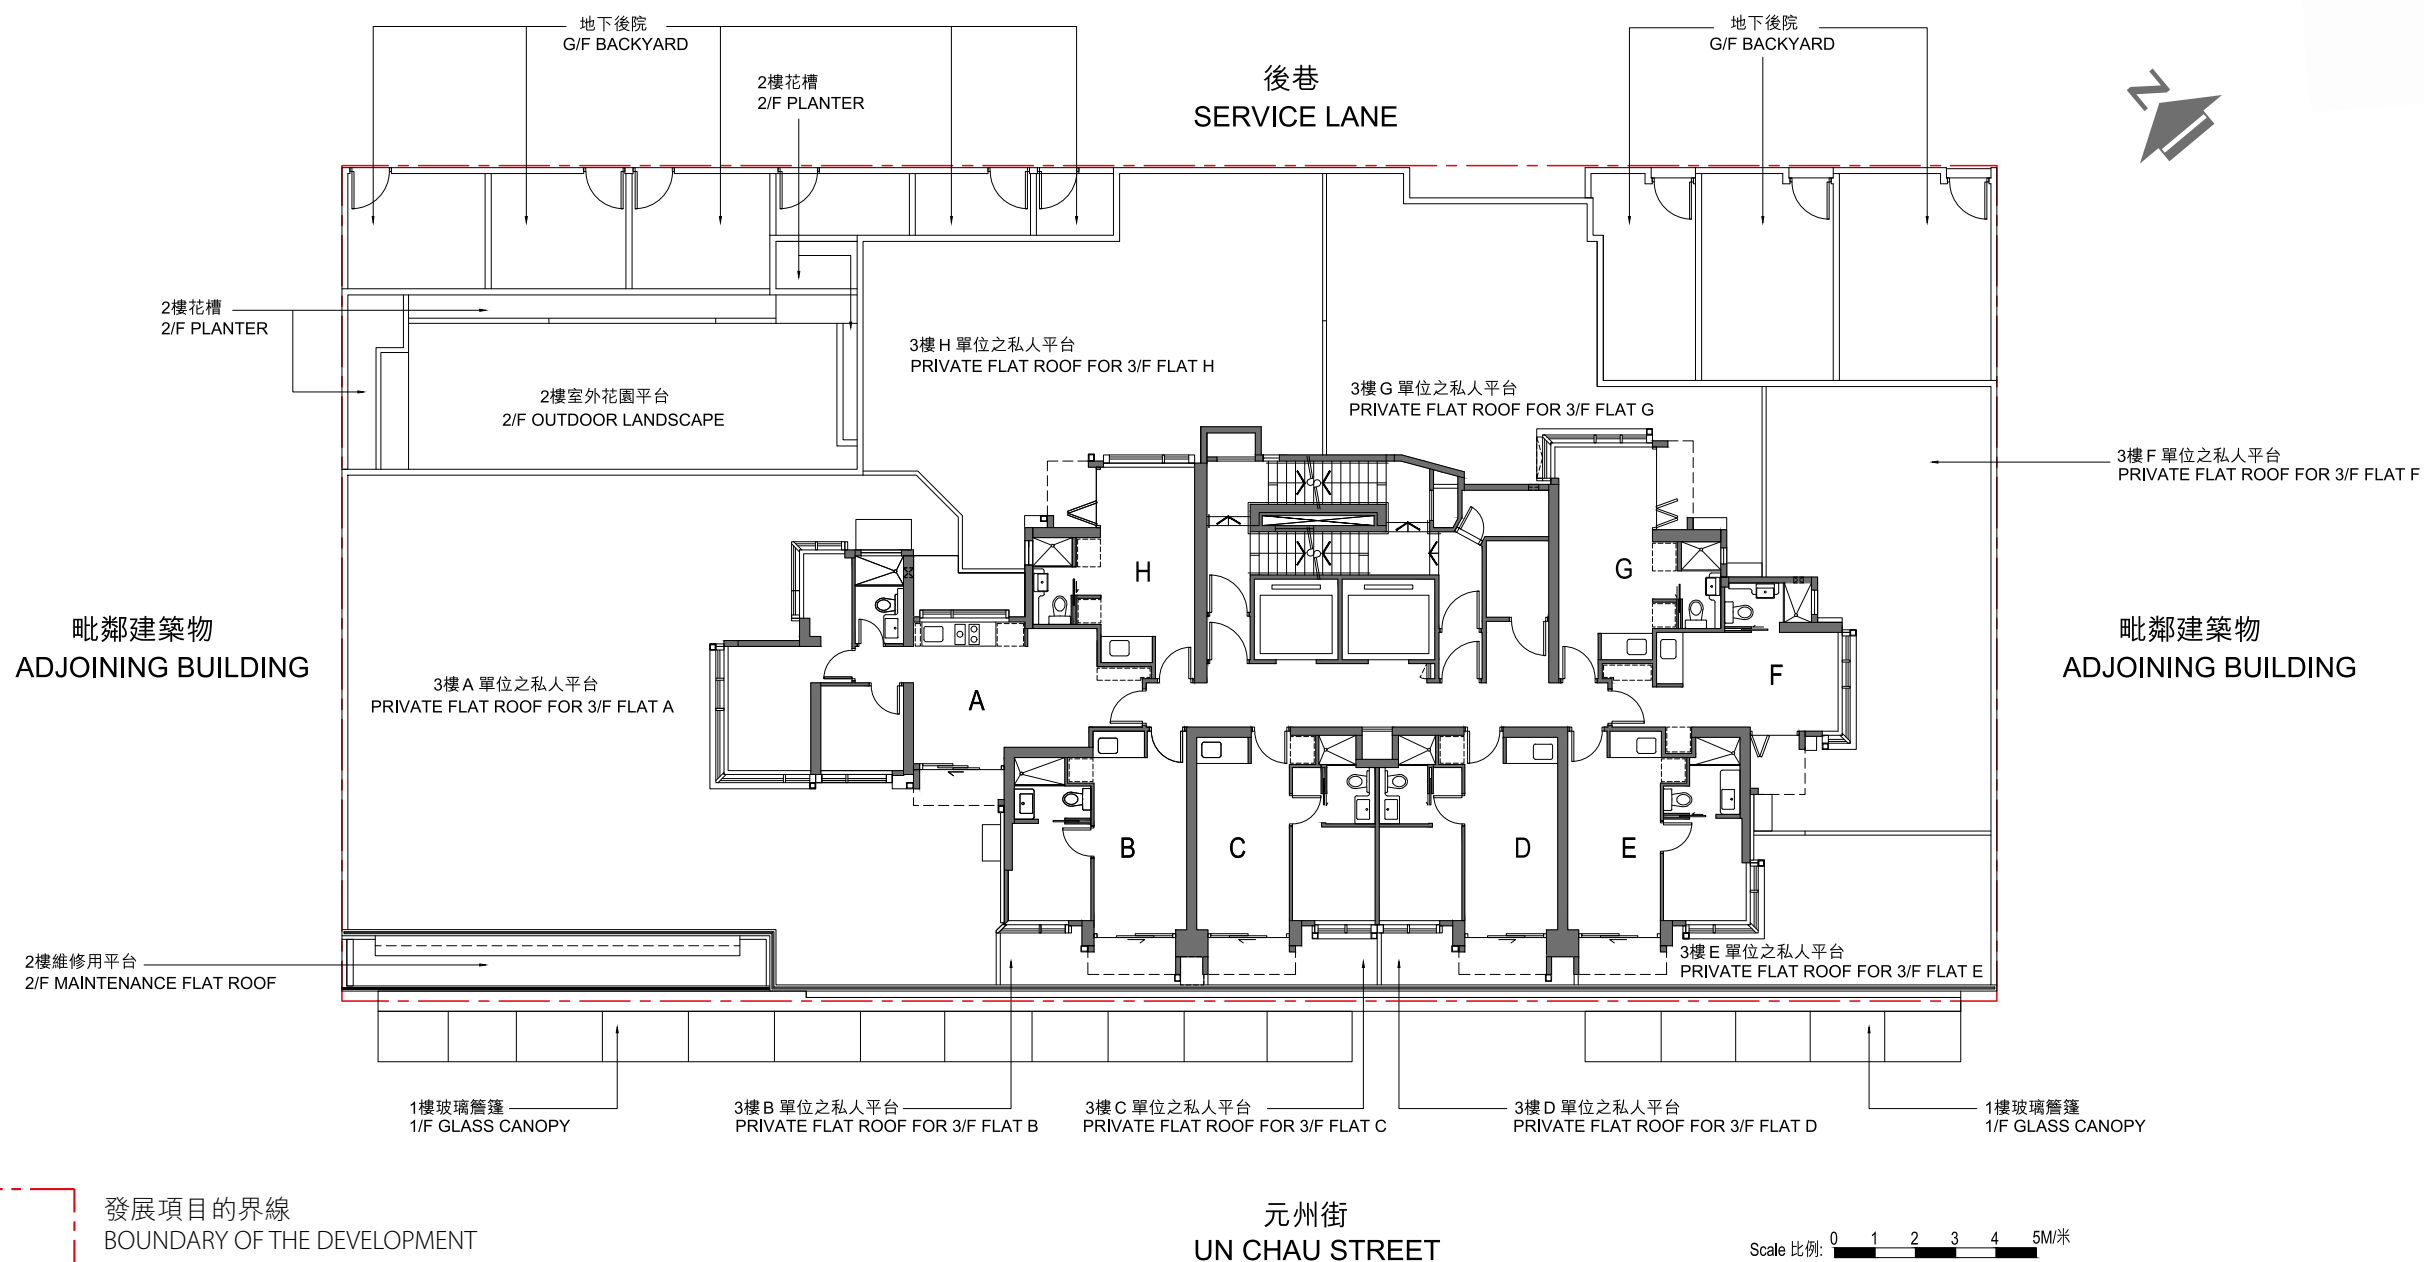 地下後院
G/F BACKYARD
地下後院
G/F BACKYARD
2樓花槽
2/F PLANTER
後巷
SERVICE LANE
N
2樓花槽
2/F PLANTER
3樓H 單位之私人平台
PRIVATE FLAT ROOF FOR 3/F FLAT H
3樓G 單位之私人平台
PRIVATE FLAT ROOF FOR 3/F FLAT G
2樓室外花園平台
2/F OUTDOOR LANDSCAPE
3樓F 單位之私人平台
PRIVATE FLAT ROOF FOR 3/F FLAT F
H
G
毗鄰建築物
ADJOINING BUILDING
毗鄰建築物
ADJOINING BUILDING
3樓A 單位之私人平台
PRIVATE FLAT ROOF FOR 3/F FLAT A
A
F
B
C
D
E
3樓E 單位之私人平台
PRIVATE FLAT ROOF FOR 3/F FLAT E
2樓維修用平台
2/F MAINTENANCE FLAT ROOF
1樓玻璃簷篷
1/F GLASS CANOPY
3樓B 單位之私人平台
PRIVATE FLAT ROOF FOR 3/F FLAT B
3樓C 單位之私人平台
PRIVATE FLAT ROOF FOR 3/F FLAT C
3樓D 單位之私人平台
PRIVATE FLAT ROOF FOR 3/F FLAT D
1樓玻璃簷篷
1/F GLASS CANOPY
發展項目的界線
BOUNDARY OF THE DEVELOPMENT
元州街
UN CHAU STREET
Scale 比例: 0 1 2 3 4 5M/米